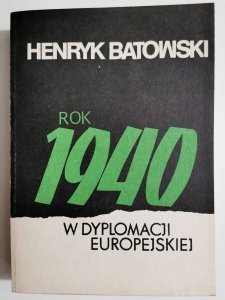 HENRYK BATOWSKI
ROK
1940
W DYPLOMACJI
EUROPEJSKIEJ